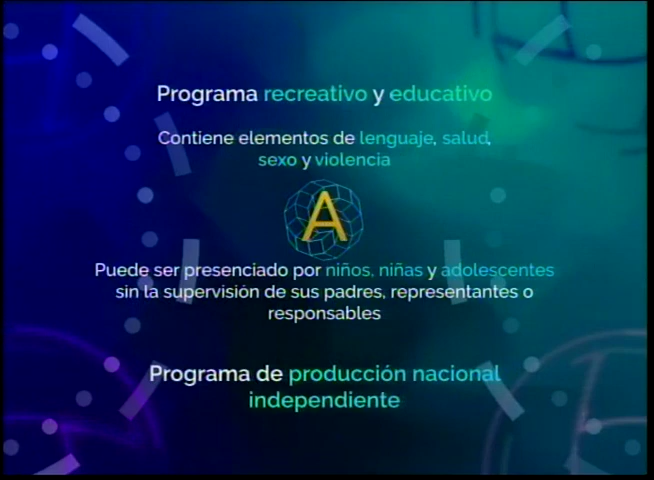 Programa recreativo y educativo
Contiene elementos de lenguaje, salud,
sexo y violencia
A
Puede ser presenciado por niños, niñas y adolescentes
sin la supervisión de sus padres, representantes o
responsables
Programa de producción nacional
independiente